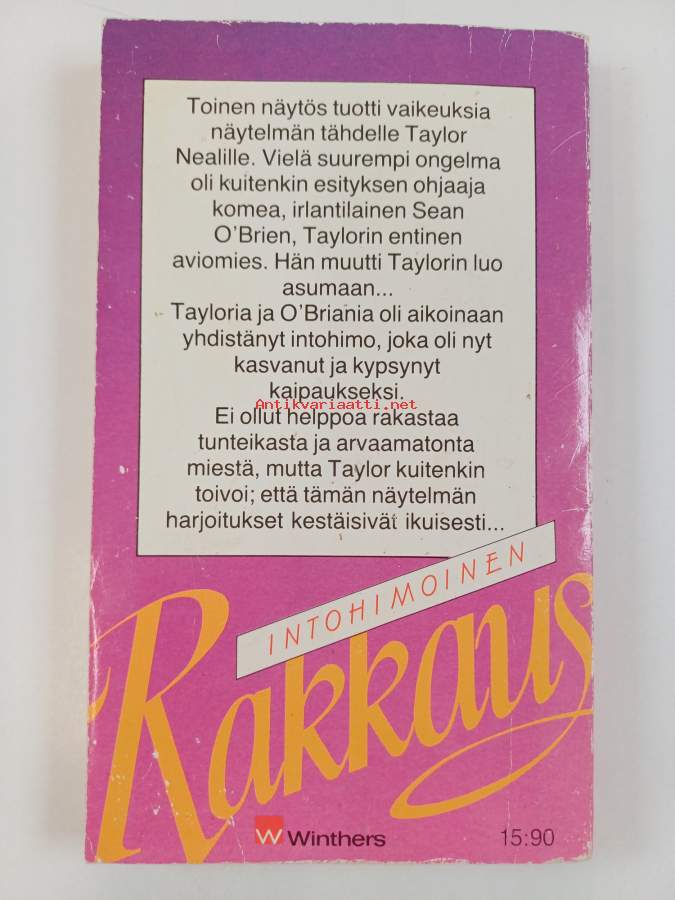 Toinen näytös tuotti vaikeuksia
näytelmän tähdelle Taylor
Nealille. Vielä suurempi ongelma
oli kuitenkin esityksen ohjaaja
komea, irlantilainen Sean
O'Brien, Taylorin entinen
aviomies. Hän muutti Taylorin luo
asumaan...
Tayloria ja O'Briania oli aikoinaan
yhdistänyt intohimo, joka oli nyt
kasvanut ja kypsynyt
kaipaukseksi.
Antikvariaatti.net
Ei ollut helppoa rakastaa
tunteikasta ja arvaamatonta
miestä, mutta Taylor kuitenkin
toivoi; että tämän näytelmän
harjoitukset kestäisivät ikuisesti...
INTOHIMOINEN
Rakkaus
W Winthers
15:90